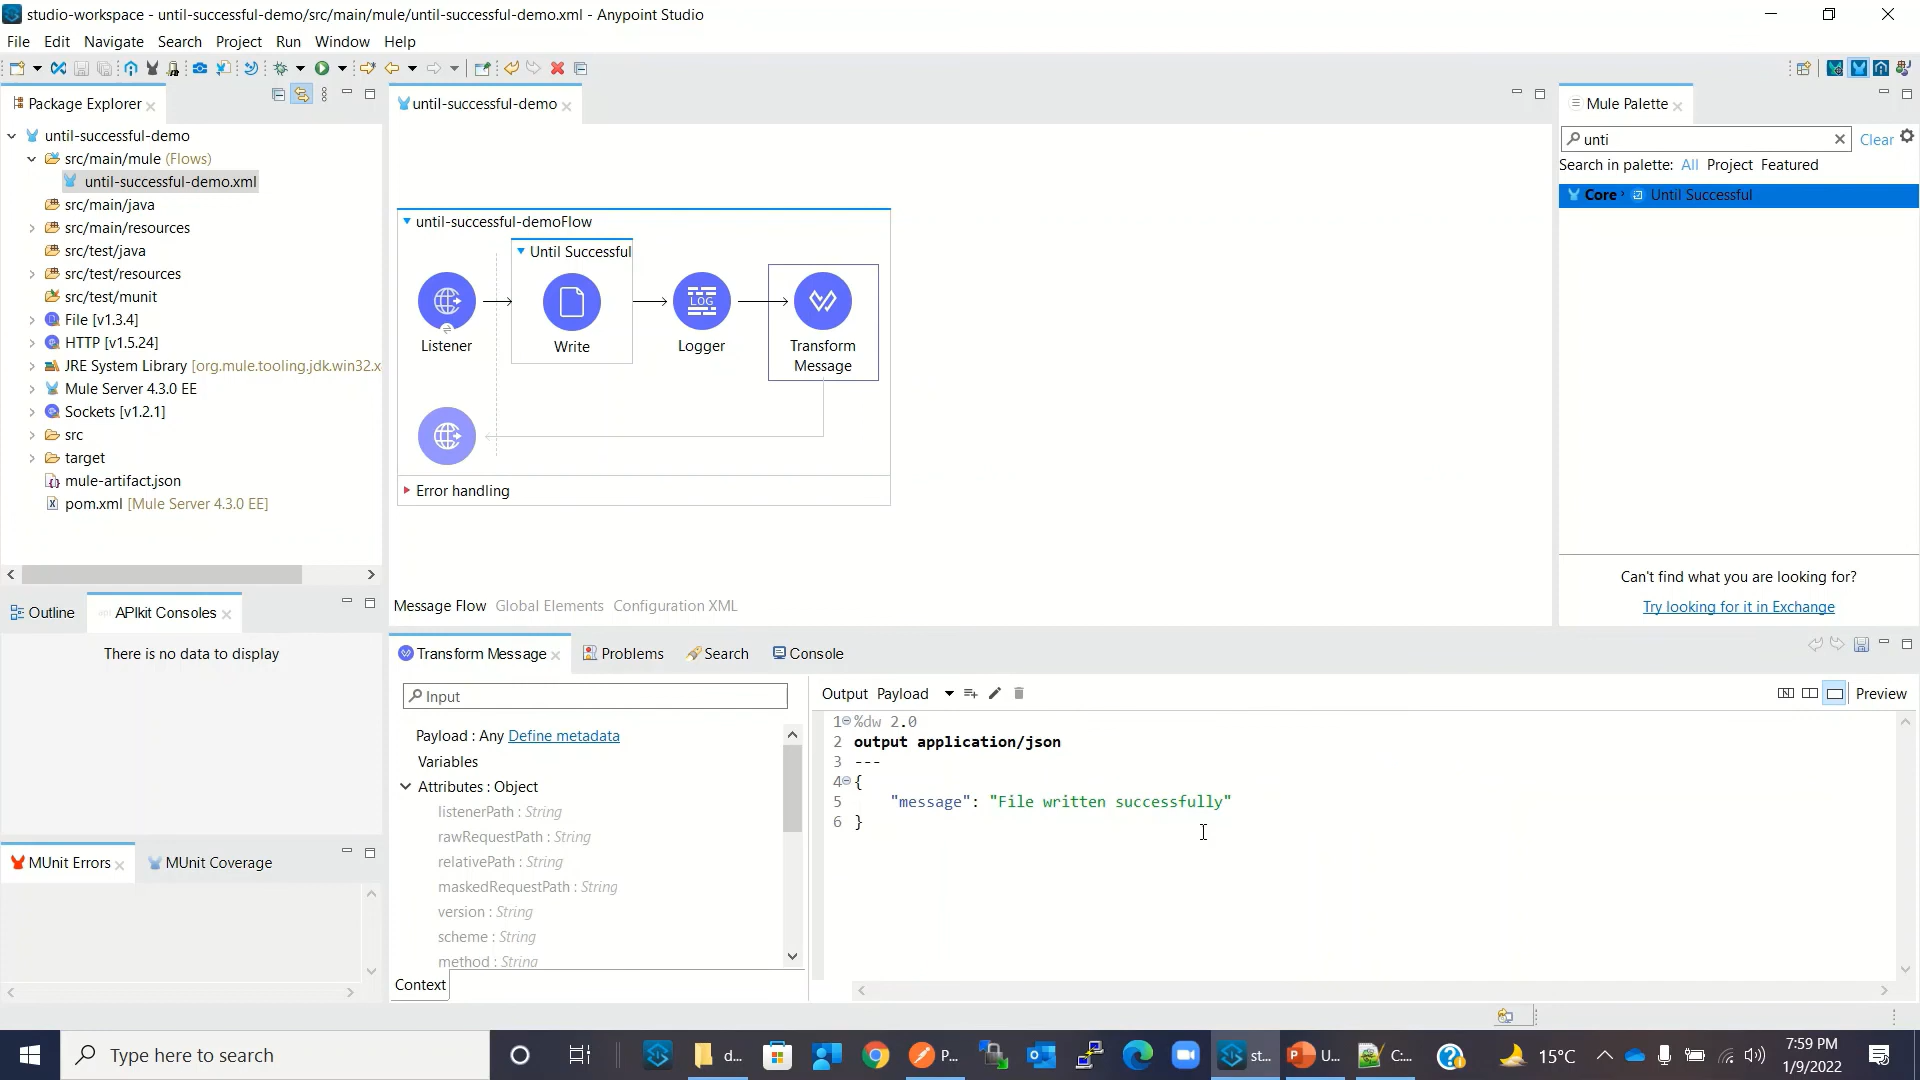 studio-workspace - until-successful-demo/src/main/mule/until-successful-demo.xml - Anypoint Studio
File Edit Navigate Search Project Run Window Help
Package Explorer
until-successful-demo
src/main/mule (Flows)
until-successful-demo.xml
src/main/java
src/main/resources
src/test/java
src/test/resources
src/test/munit
File [v1.3.4]
HTTP [v1.5.24]
JRE System Library [org.mule.tooling.jdk.win32.x
Mule Server 4.3.0 EE
Sockets [v1.2.1]
src
target
mule-artifact.json
pom.xml [Mule Server 4.3.0 EE]
Outline
APIkit Consoles
There is no data to display
MUnit Errors
MUnit Coverage
until-successful-demo
until-successful-demoFlow
Until Successful
LOG
Listener
Write
Logger
Transform
Message
Error handling
Message Flow Global Elements Configuration XML
Mule Palette
unti
Clear
Search in palette: All Project Featured
Core Until Successful
Can't find what you are looking for?
Try looking for it in Exchange
Transform Message
Problems
Search
Console
Input
Payload : Any Define metadata
Variables
Attributes : Object
listenerPath : String
rawRequestPath : String
relativePath : String
maskedRequestPath : String
version : String
scheme : String
method : String
Context
Output Payload
Preview
1 %dw 2.0
2 output application/json
3 ---
4 {
5 "message": "File written successfully"
6 }
Type here to search
d...
P...
st...
U...
C:...
15°C
7:59 PM
1/9/2022